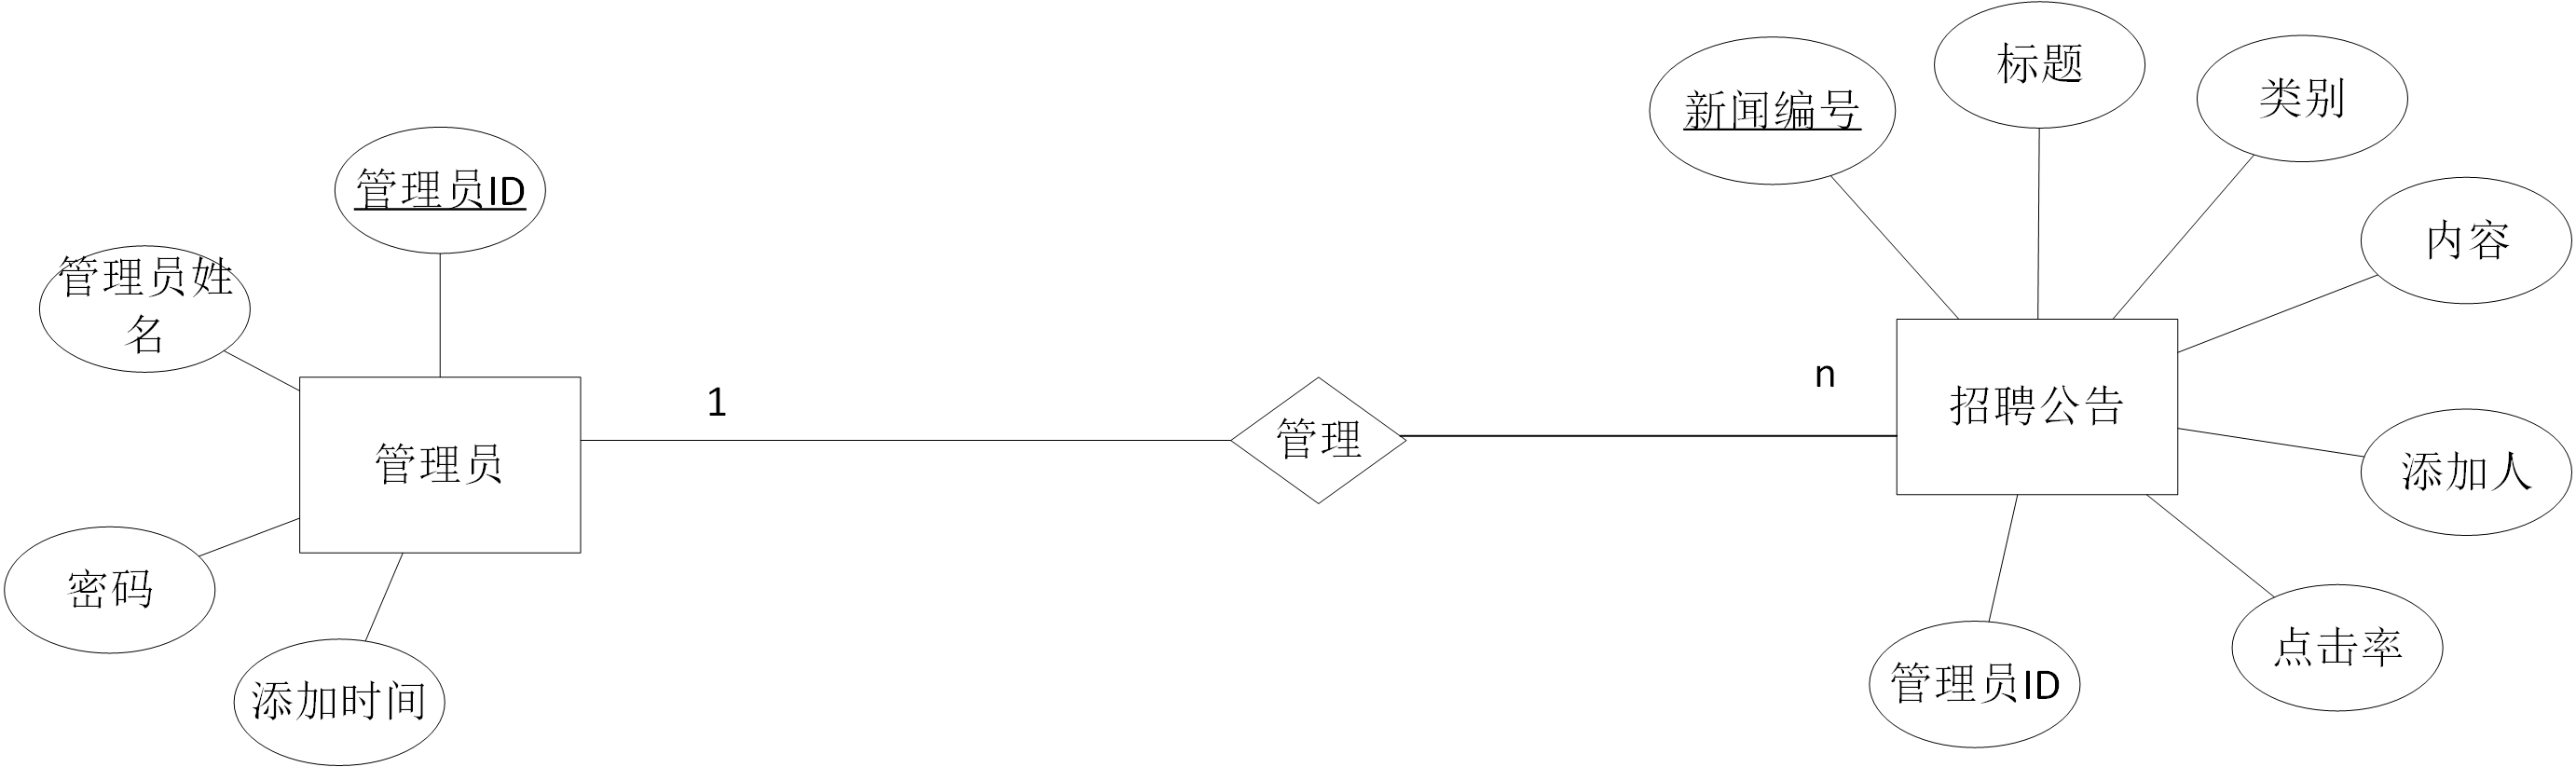 标题
类别
新闻编号
管理员ID
内容
管理员姓
名
n
1
招聘公告
管理
管理员
添加人
密码
点击率
管理员ID
添加时间